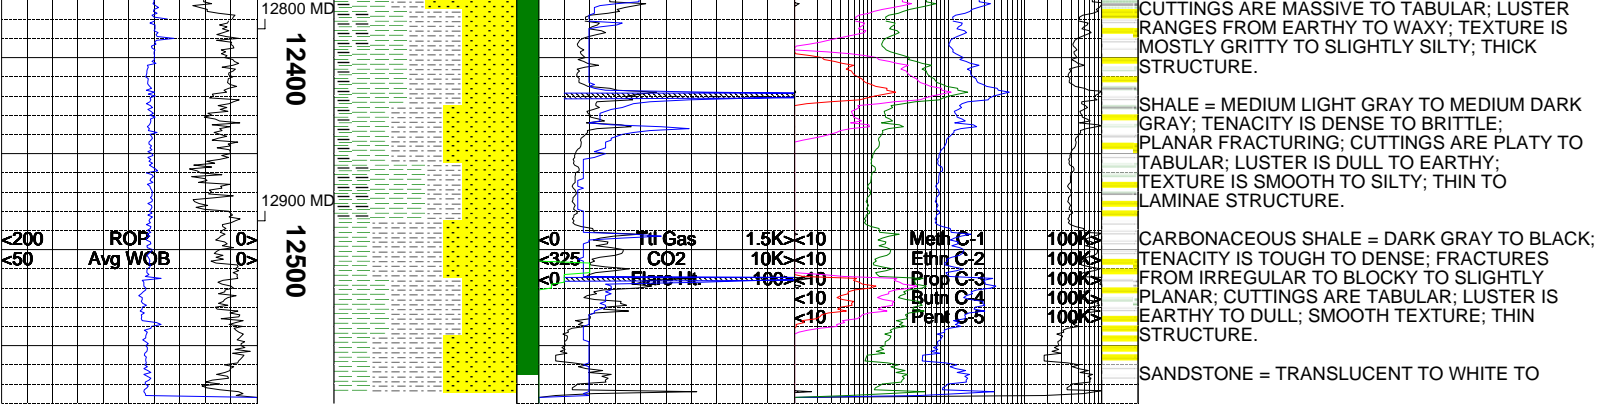 12800 MD
12400
12900 MD
12500
<200 ROP 0>
<50 Avg WOB 0>
<0 Ttl Gas 1.5K>
<325 CO2 10K>
<0 Flare Ht. 100>
<10 Meth C-1 100K>
<10 Ethn C-2 100K>
<10 Prop C-3 100K>
<10 Butn C-4 100K>
<10 Pent C-5 100K>
CUTTINGS ARE MASSIVE TO TABULAR; LUSTER
RANGES FROM EARTHY TO WAXY; TEXTURE IS
MOSTLY GRITTY TO SLIGHTLY SILTY; THICK
STRUCTURE.
SHALE = MEDIUM LIGHT GRAY TO MEDIUM DARK
GRAY; TENACITY IS DENSE TO BRITTLE;
PLANAR FRACTURING; CUTTINGS ARE PLATY TO
TABULAR; LUSTER IS DULL TO EARTHY;
TEXTURE IS SMOOTH TO SILTY; THIN TO
LAMINAE STRUCTURE.
CARBONACEOUS SHALE = DARK GRAY TO BLACK;
TENACITY IS TOUGH TO DENSE; FRACTURES
FROM IRREGULAR TO BLOCKY TO SLIGHTLY
PLANAR; CUTTINGS ARE TABULAR; LUSTER IS
EARTHY TO DULL; SMOOTH TEXTURE; THIN
STRUCTURE.
SANDSTONE = TRANSLUCENT TO WHITE TO